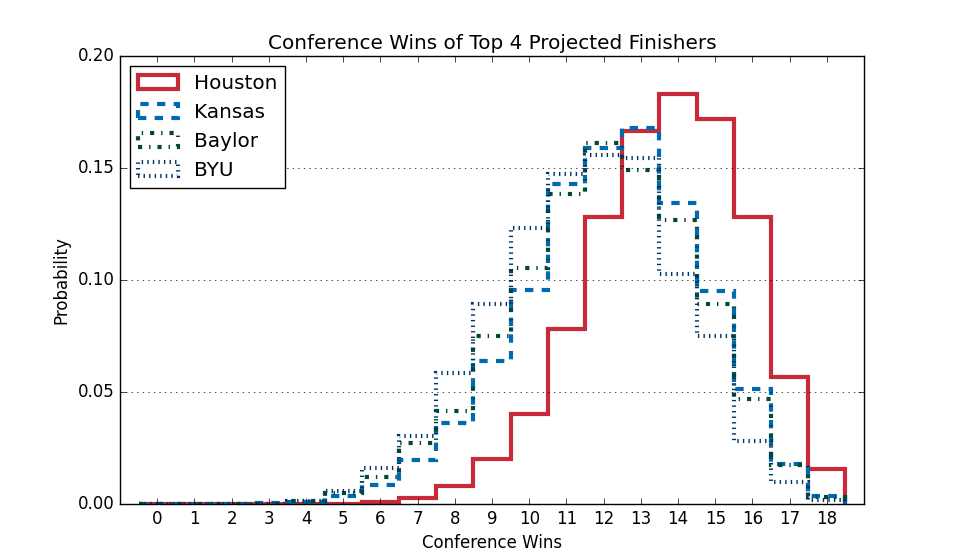 Conference Wins of Top 4 Projected Finishers
0.20
0.15
0.10
0.05
0.00
Probability
Houston
Kansas
Baylor
BYU
0 1 2 3 4 5 6 7 8 9 10 11 12 13 14 15 16 17 18
Conference Wins